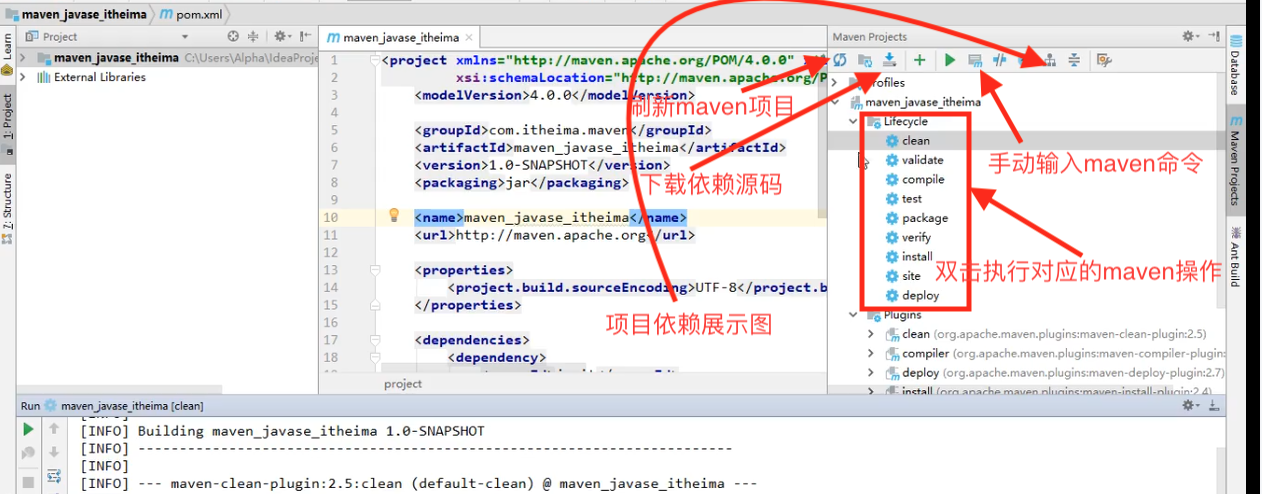 maven_javase_itheima pom.xml
Project
maven_javase_itheima C:\Users\Alpha\IdeaProje
External Libraries
Learn
1: Project
7: Structure
maven_javase_itheima
1 <project xmlns="http://maven.apache.org/POM/4.0.0"
2 xsi:schemaLocation="http://maven.apache.org/P
3 <modelVersion>4.0.0</modelVersion>
4
5 <groupId>com.itheima.maven</groupId>
6 <artifactId>maven_javase_itheima</artifactId>
7 <version>1.0-SNAPSHOT</version>
8 <packaging>jar</packaging>
9
10 <name>maven_javase_itheima</name>
11 <url>http://maven.apache.org</url>
12
13 <properties>
14 <project.build.sourceEncoding>UTF-8</project.b
15 </properties>
16
17 <dependencies>
18 <dependency>
project
刷新maven项目
下载依赖源码
项目依赖展示图
手动输入maven命令
双击执行对应的maven操作
Maven Projects
Profiles
maven_javase_itheima
Lifecycle
clean
validate
compile
test
package
verify
install
site
deploy
Plugins
clean (org.apache.maven.plugins:maven-clean-plugin:2.5)
compiler (org.apache.maven.plugins:maven-compiler-plugin:
deploy (org.apache.maven.plugins:maven-deploy-plugin:2.7)
install (org.apache.maven.plugins:maven-install-plugin:2.4)
Database
Maven Projects
Ant Build
Run maven_javase_itheima [clean]
[INFO]
[INFO] Building maven_javase_itheima 1.0-SNAPSHOT
[INFO] ------------------------------------------------------------------------
[INFO]
[INFO] --- maven-clean-plugin:2.5:clean (default-clean) @ maven_javase_itheima ---